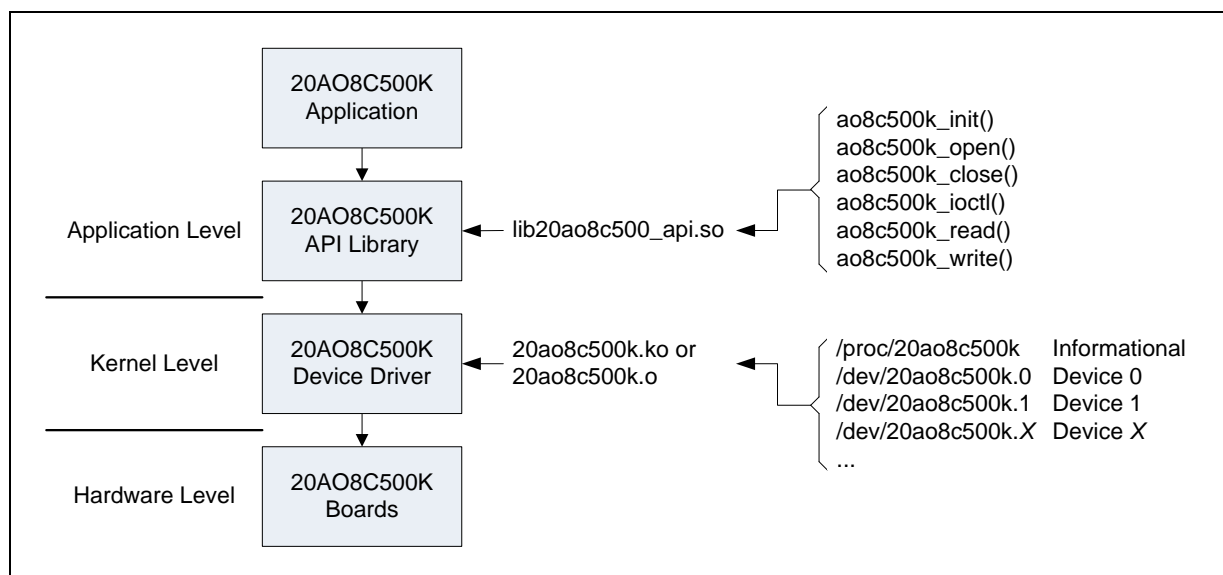 20AO8C500K
Application
Application Level
20AO8C500K
API Library
lib20ao8c500_api.so
ao8c500k_init()
ao8c500k_open()
ao8c500k_close()
ao8c500k_ioctl()
ao8c500k_read()
ao8c500k_write()
Kernel Level
20AO8C500K
Device Driver
20ao8c500k.ko or
20ao8c500k.o
/proc/20ao8c500k Informational
/dev/20ao8c500k.0 Device 0
/dev/20ao8c500k.1 Device 1
/dev/20ao8c500k.X Device X
...
Hardware Level
20AO8C500K
Boards